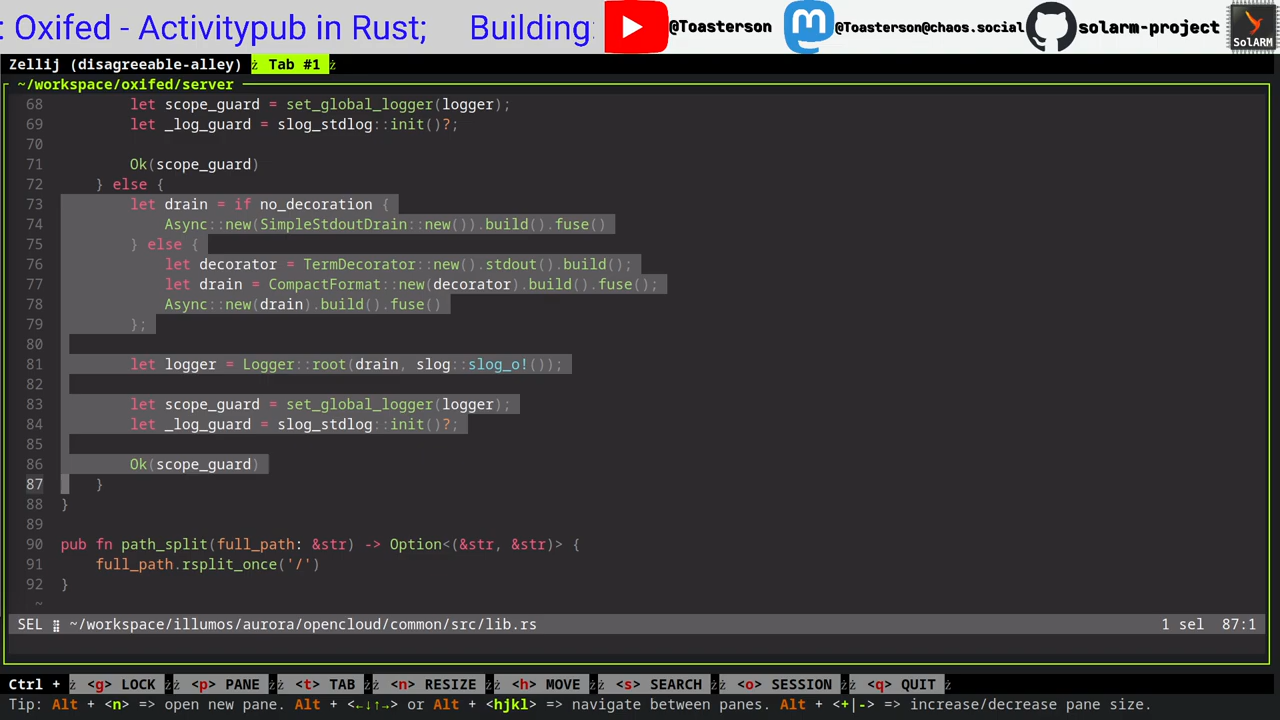 : Oxifed - Activitypub in Rust;     Building:
@Toasterson
@Toasterson@chaos.social
solarm-project
SolARM
Zellij (disagreeable-alley)  Tab #1
~/workspace/oxifed/server
68         let scope_guard = set_global_logger(logger);
69         let _log_guard = slog_stdlog::init()?;
70
71         Ok(scope_guard)
72     } else {
73         let drain = if no_decoration {
74             Async::new(SimpleStdoutDrain::new()).build().fuse()
75         } else {
76             let decorator = TermDecorator::new().stdout().build();
77             let drain = CompactFormat::new(decorator).build().fuse();
78             Async::new(drain).build().fuse()
79         };
80
81         let logger = Logger::root(drain, slog::slog_o!());
82
83         let scope_guard = set_global_logger(logger);
84         let _log_guard = slog_stdlog::init()?;
85
86         Ok(scope_guard)
87     }
88 }
89
90 pub fn path_split(full_path: &str) -> Option<(&str, &str)> {
91     full_path.rsplit_once('/')
92 }
~
SEL ⣻ ~/workspace/illumos/aurora/opencloud/common/src/lib.rs 1 sel 87:1
Ctrl + <g> LOCK <p> PANE <t> TAB <n> RESIZE <h> MOVE <s> SEARCH <o> SESSION <q> QUIT
Tip: Alt + <n> => open new pane. Alt + <←↓↑→> or Alt + <hjkl> => navigate between panes. Alt + <+|-> => increase/decrease pane size.